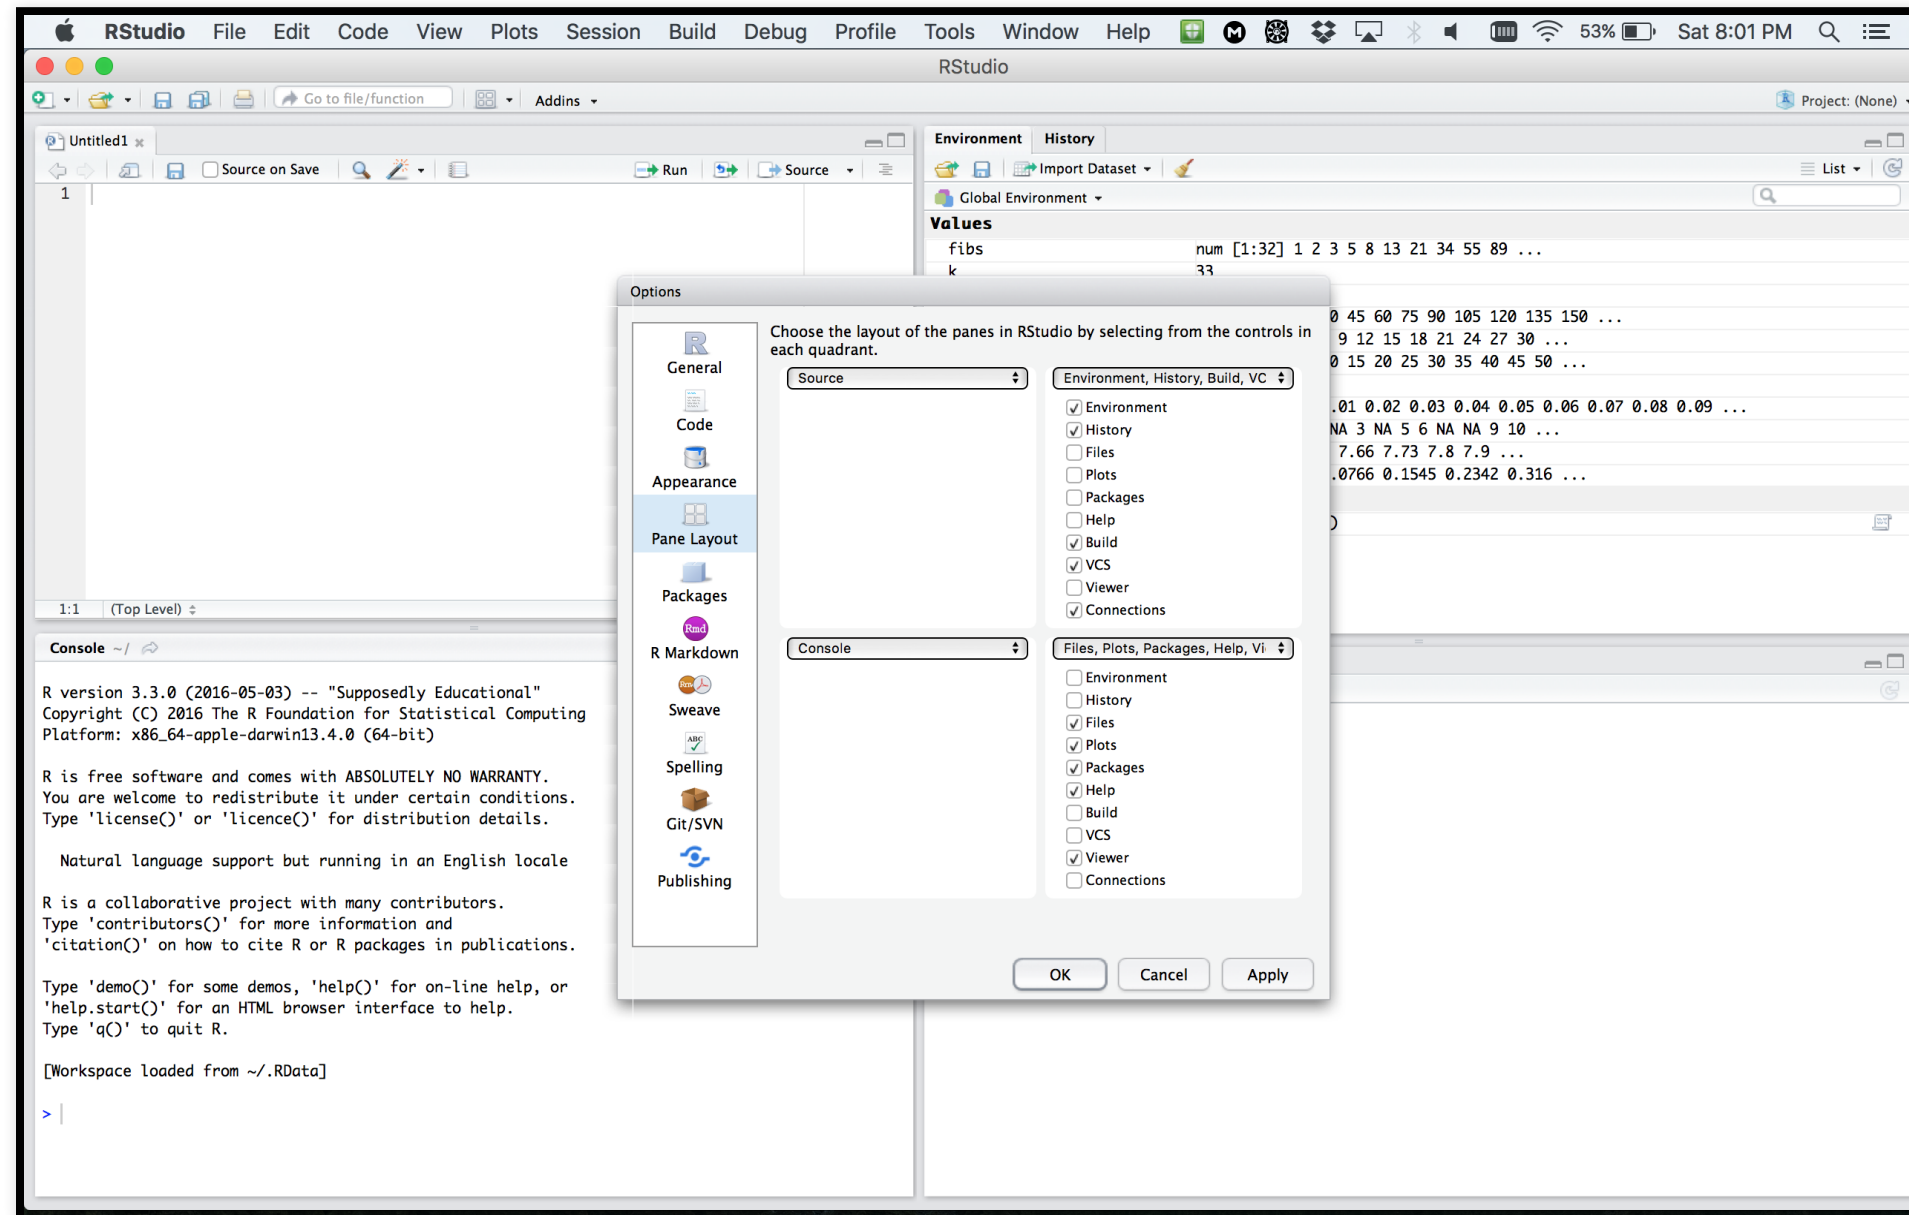 RStudio File Edit Code View Plots Session Build Debug Profile Tools Window Help 53% Sat 8:01 PM
RStudio
Go to file/function Addins Project: (None)
Untitled1
Source on Save Run Source
1
1:1 (Top Level)
Environment History
Import Dataset List
Global Environment
Values
fibs num [1:32] 1 2 3 5 8 13 21 34 55 89 ...
k 33
0 45 60 75 90 105 120 135 150 ...
9 12 15 18 21 24 27 30 ...
0 15 20 25 30 35 40 45 50 ...
.01 0.02 0.03 0.04 0.05 0.06 0.07 0.08 0.09 ...
NA 3 NA 5 6 NA NA 9 10 ...
7.66 7.73 7.8 7.9 ...
.0766 0.1545 0.2342 0.316 ...
)
Options
General
Code
Appearance
Pane Layout
Packages
Rmd
R Markdown
Rnw
Sweave
ABC
Spelling
Git/SVN
Publishing
Choose the layout of the panes in RStudio by selecting from the controls in
each quadrant.
Source
Environment, History, Build, VC
Environment
History
Files
Plots
Packages
Help
Build
VCS
Viewer
Connections
Console
Files, Plots, Packages, Help, Vi
Environment
History
Files
Plots
Packages
Help
Build
VCS
Viewer
Connections
OK Cancel Apply
Console ~/
R version 3.3.0 (2016-05-03) -- "Supposedly Educational"
Copyright (C) 2016 The R Foundation for Statistical Computing
Platform: x86_64-apple-darwin13.4.0 (64-bit)
R is free software and comes with ABSOLUTELY NO WARRANTY.
You are welcome to redistribute it under certain conditions.
Type 'license()' or 'licence()' for distribution details.
Natural language support but running in an English locale
R is a collaborative project with many contributors.
Type 'contributors()' for more information and
'citation()' on how to cite R or R packages in publications.
Type 'demo()' for some demos, 'help()' for on-line help, or
'help.start()' for an HTML browser interface to help.
Type 'q()' to quit R.
[Workspace loaded from ~/.RData]
>